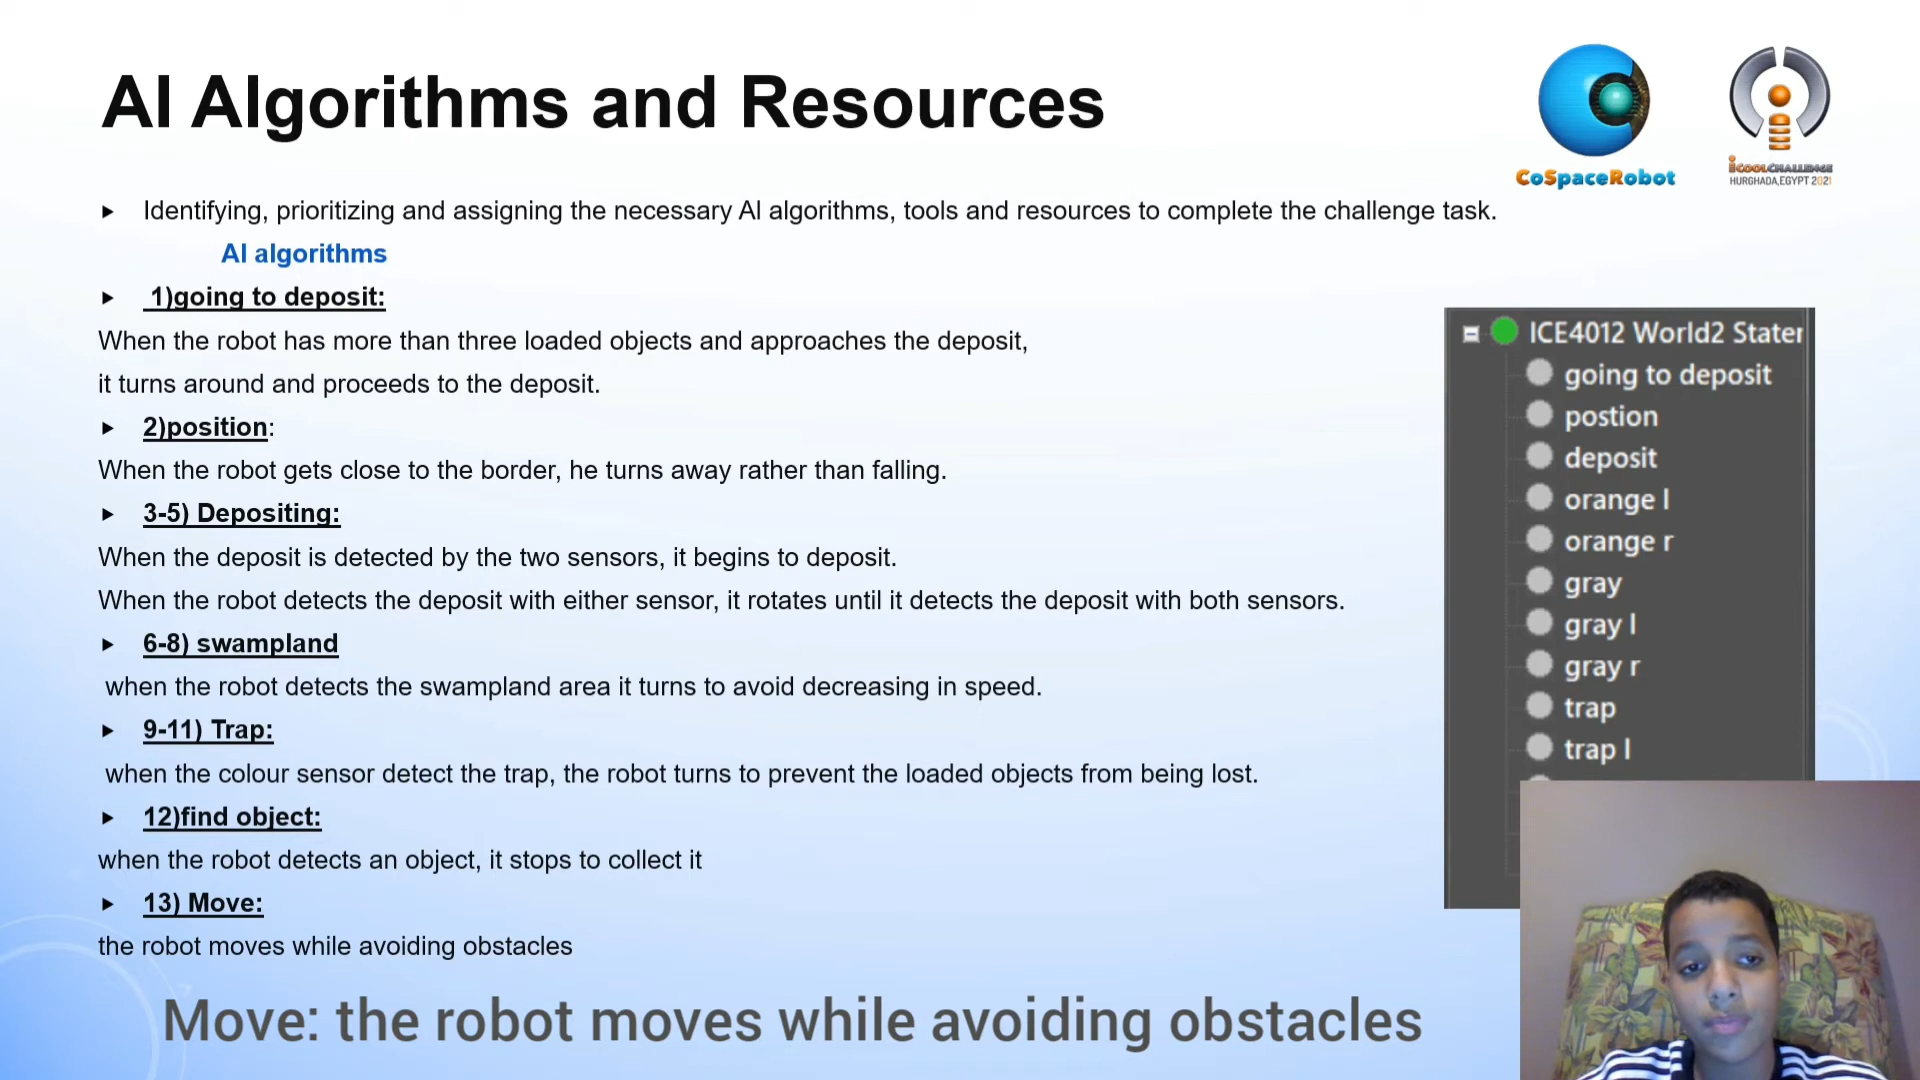 AI Algorithms and Resources
CoSpaceRobot
iCOOLCHALLENGE
HURGHADA,EGYPT 2021
Identifying, prioritizing and assigning the necessary AI algorithms, tools and resources to complete the challenge task.
AI algorithms
1)going to deposit:
When the robot has more than three loaded objects and approaches the deposit,
it turns around and proceeds to the deposit.
2)position:
When the robot gets close to the border, he turns away rather than falling.
3-5) Depositing:
When the deposit is detected by the two sensors, it begins to deposit.
When the robot detects the deposit with either sensor, it rotates until it detects the deposit with both sensors.
6-8) swampland
when the robot detects the swampland area it turns to avoid decreasing in speed.
9-11) Trap:
when the colour sensor detect the trap, the robot turns to prevent the loaded objects from being lost.
12)find object:
when the robot detects an object, it stops to collect it
13) Move:
the robot moves while avoiding obstacles
ICE4012 World2 Stater
going to deposit
postion
deposit
orange l
orange r
gray
gray l
gray r
trap
trap l
Move: the robot moves while avoiding obstacles